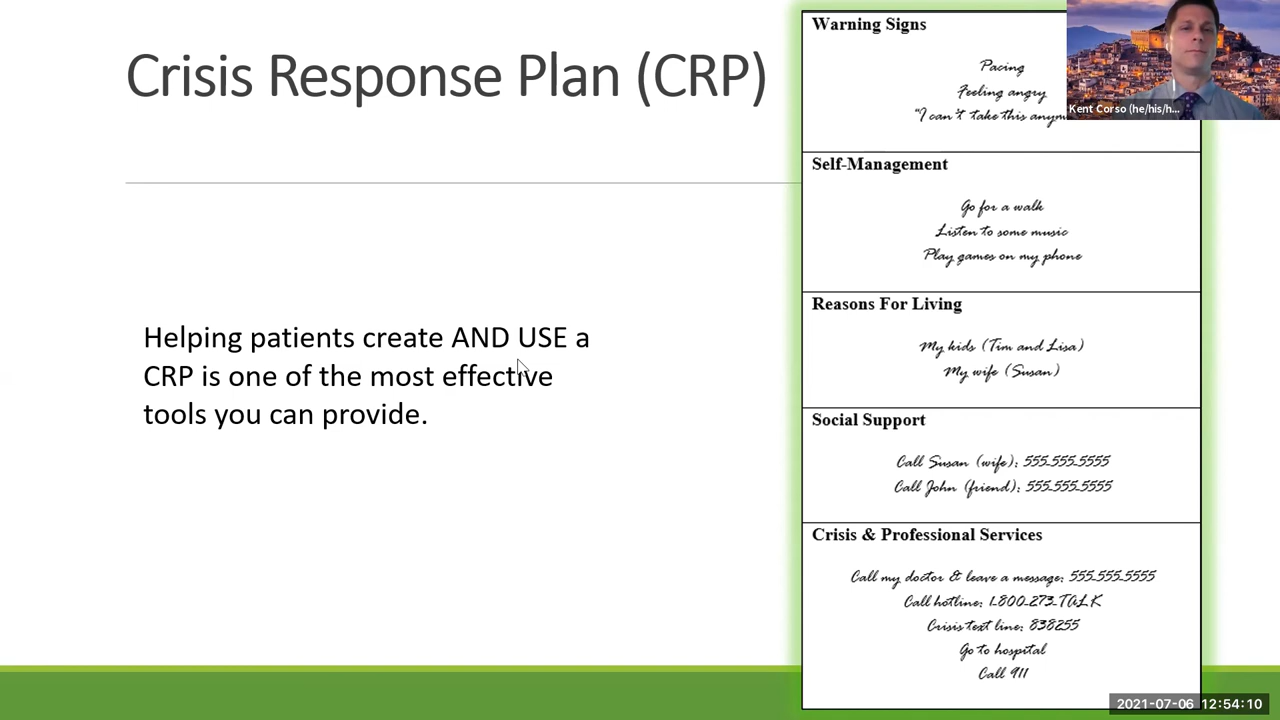 Crisis Response Plan (CRP)
Helping patients create AND USE a
CRP is one of the most effective
tools you can provide.
Warning Signs
Pacing
Feeling angry
"I can't take this anym
Self-Management
Go for a walk
Listen to some music
Play games on my phone
Reasons For Living
My kids (Tim and Lisa)
My wife (Susan)
Social Support
Call Susan (wife): 555-555-5555
Call John (friend): 555-555-5555
Crisis & Professional Services
Call my doctor & leave a message: 555-555-5555
Call hotline: 1-800-273-TALK
Crisis text line: 838255
Go to hospital
Call 911
Kent Corso (he/his/h...
2021-07-06 12:54:10